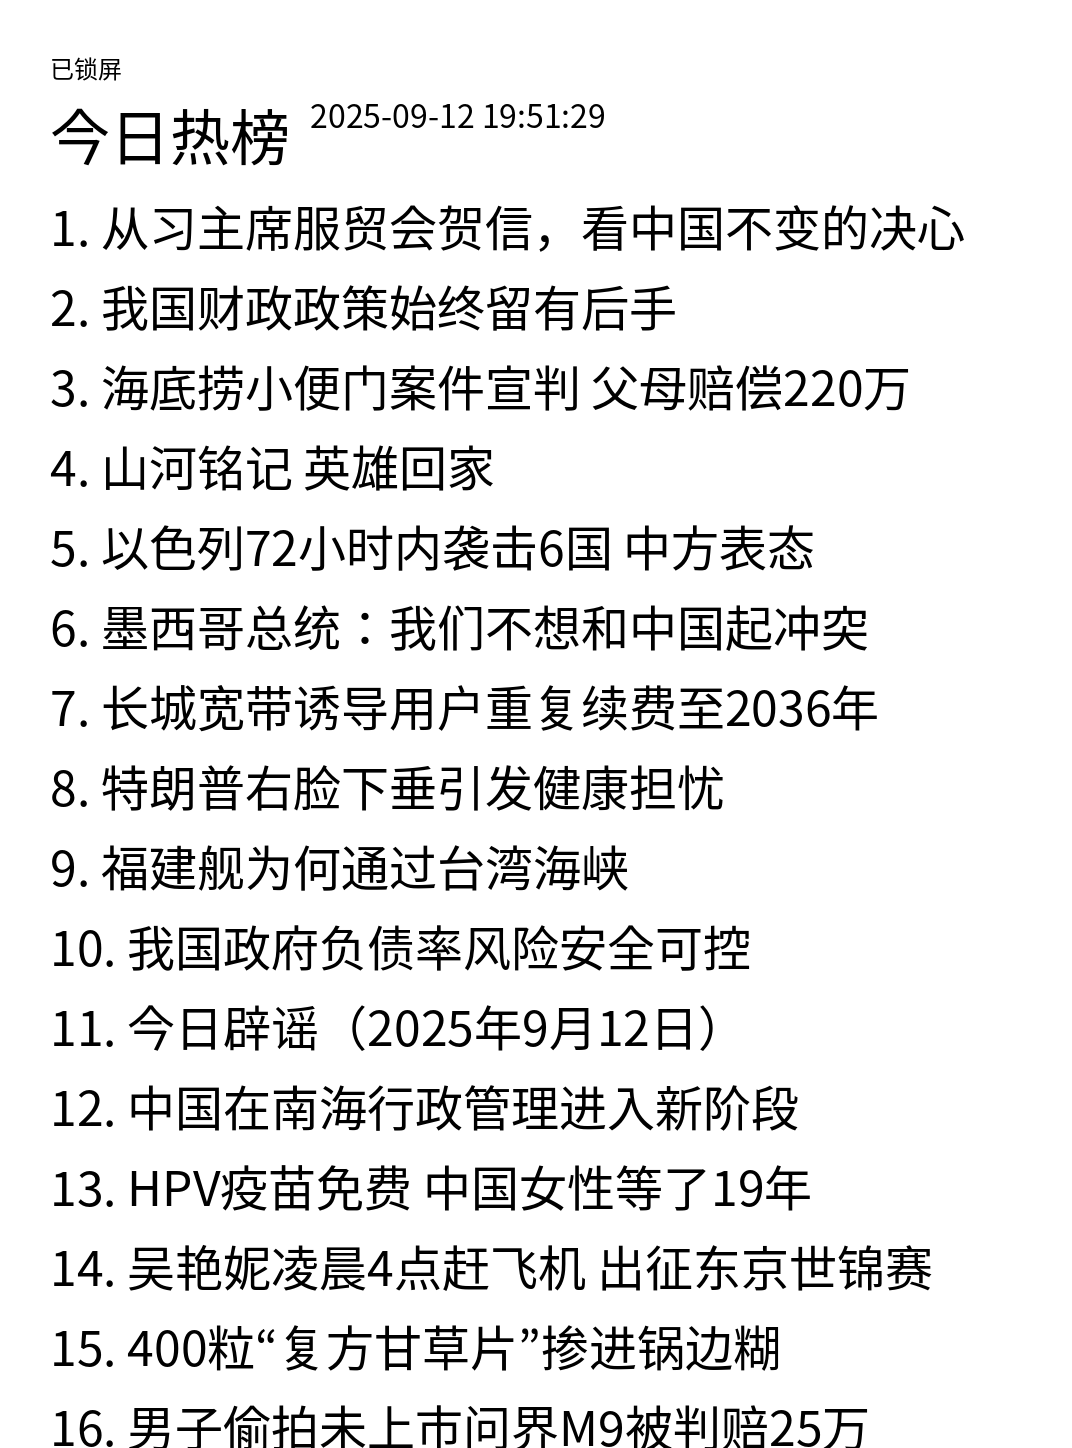 已锁屏
今日热榜 2025-09-12 19:51:29
1. 从习主席服贸会贺信，看中国不变的决心
2. 我国财政政策始终留有后手
3. 海底捞小便门案件宣判 父母赔偿220万
4. 山河铭记 英雄回家
5. 以色列72小时内袭击6国 中方表态
6. 墨西哥总统：我们不想和中国起冲突
7. 长城宽带诱导用户重复续费至2036年
8. 特朗普右脸下垂引发健康担忧
9. 福建舰为何通过台湾海峡
10. 我国政府负债率风险安全可控
11. 今日辟谣（2025年9月12日）
12. 中国在南海行政管理进入新阶段
13. HPV疫苗免费 中国女性等了19年
14. 吴艳妮凌晨4点赶飞机 出征东京世锦赛
15. 400粒“复方甘草片”掺进锅边糊
16. 男子偷拍未上市问界M9被判赔25万